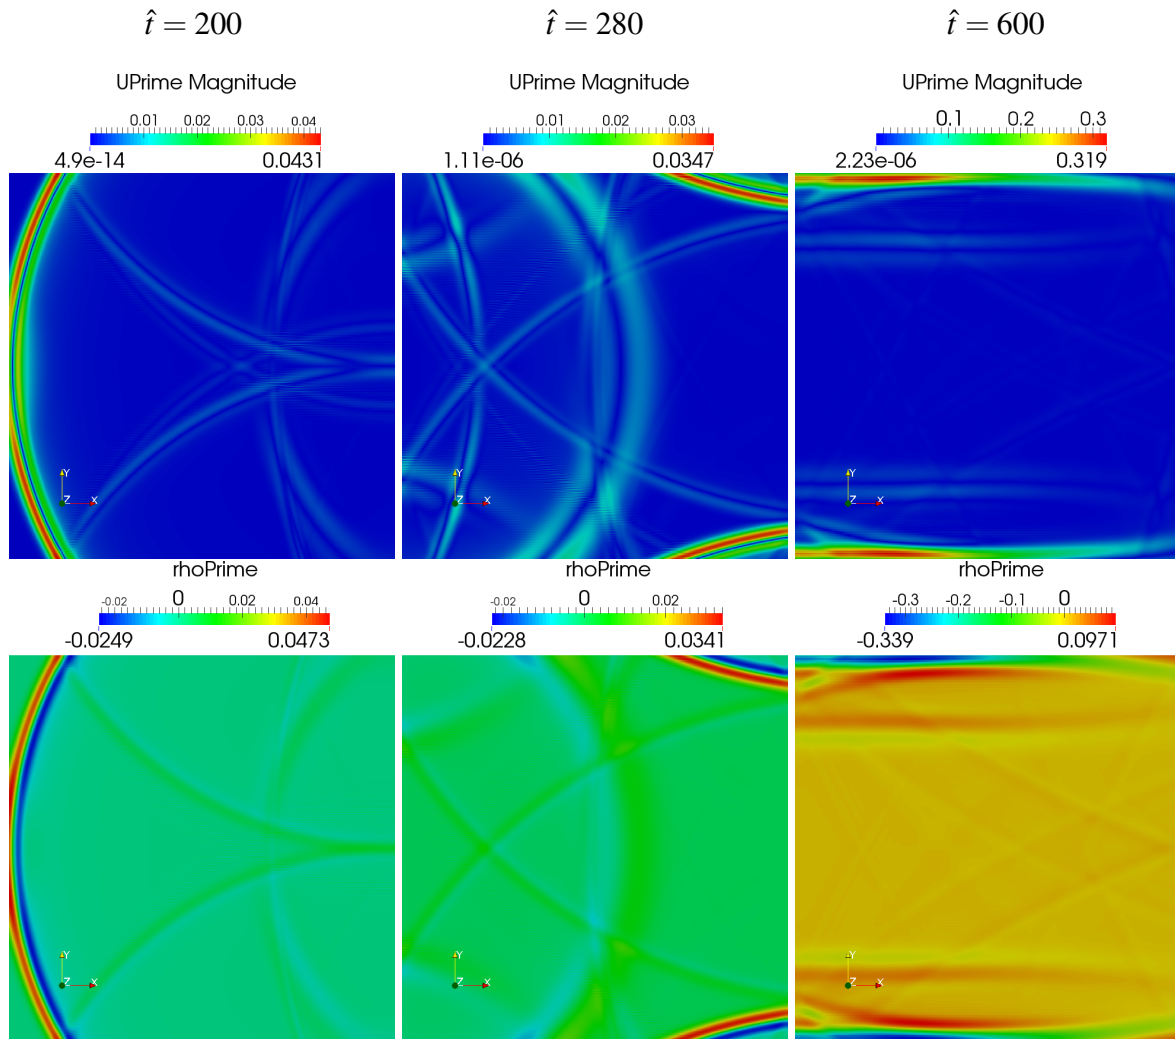 t̂ = 200 t̂ = 280 t̂ = 600
UPrime Magnitude UPrime Magnitude UPrime Magnitude
0.01 0.02 0.03 0.04 0.01 0.02 0.03 0.1 0.2 0.3
4.9e-14 0.0431 1.11e-06 0.0347 2.23e-06 0.319
Y Y Y
Z X Z X Z X
rhoPrime rhoPrime rhoPrime
-0.02 0 0.02 0.04 -0.02 0 0.02 -0.3 -0.2 -0.1 0
-0.0249 0.0473 -0.0228 0.0341 -0.339 0.0971
Y Y Y
Z X Z X Z X